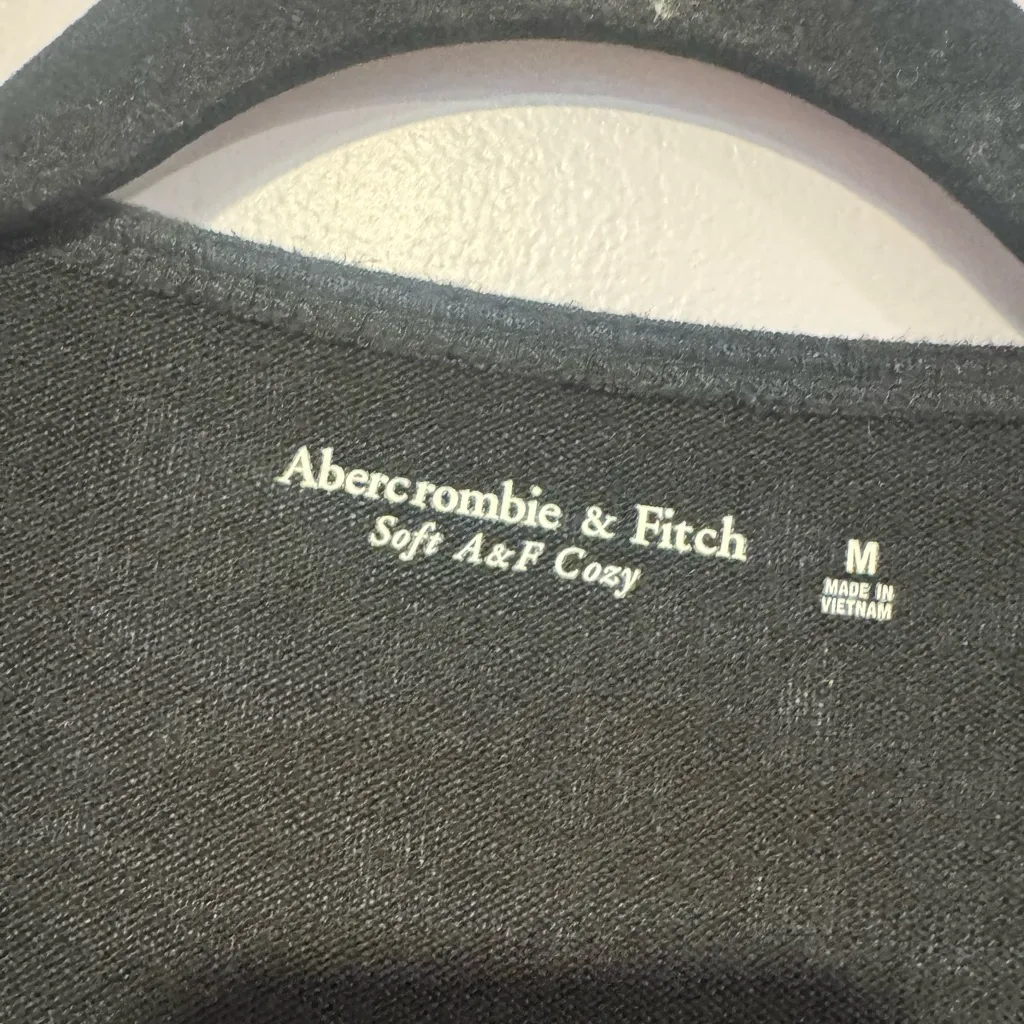 Abercrombie & Fitch
Soft A&F Cozy
M
MADE IN
VIETNAM